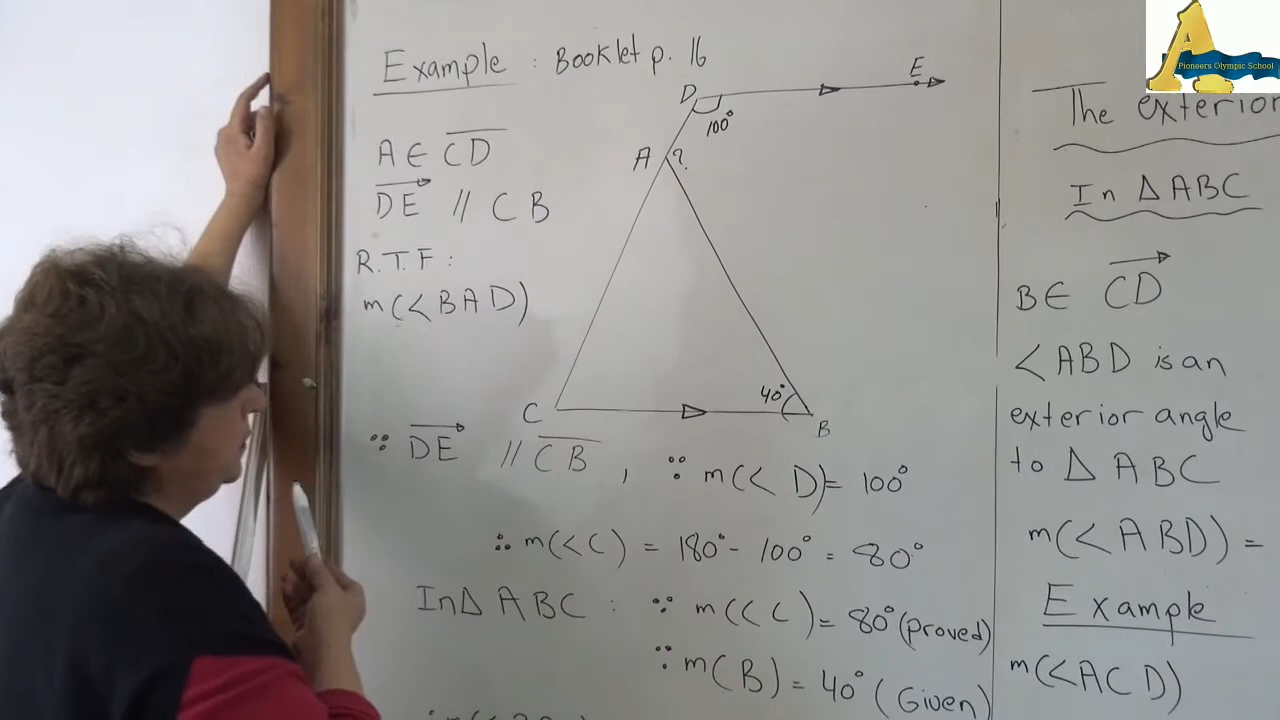 Example : Booklet p. 16
A ∈ CD
DE // CB
R.T.F:
m(<BAD)
D
E
100°
A
?
40°
C
B
∵ DE // CB , ∵ m(< D)= 100°
∴ m(<C) = 180° - 100° = 80°
In Δ ABC : ∵ m(<C) = 80° (proved)
∵ m(B) = 40° (Given)
Pioneers Olympic School
The exterior
In Δ ABC
B ∈ CD
<ABD is an
exterior angle
to Δ ABC
m(<ABD) =
Example
m(<ACD)